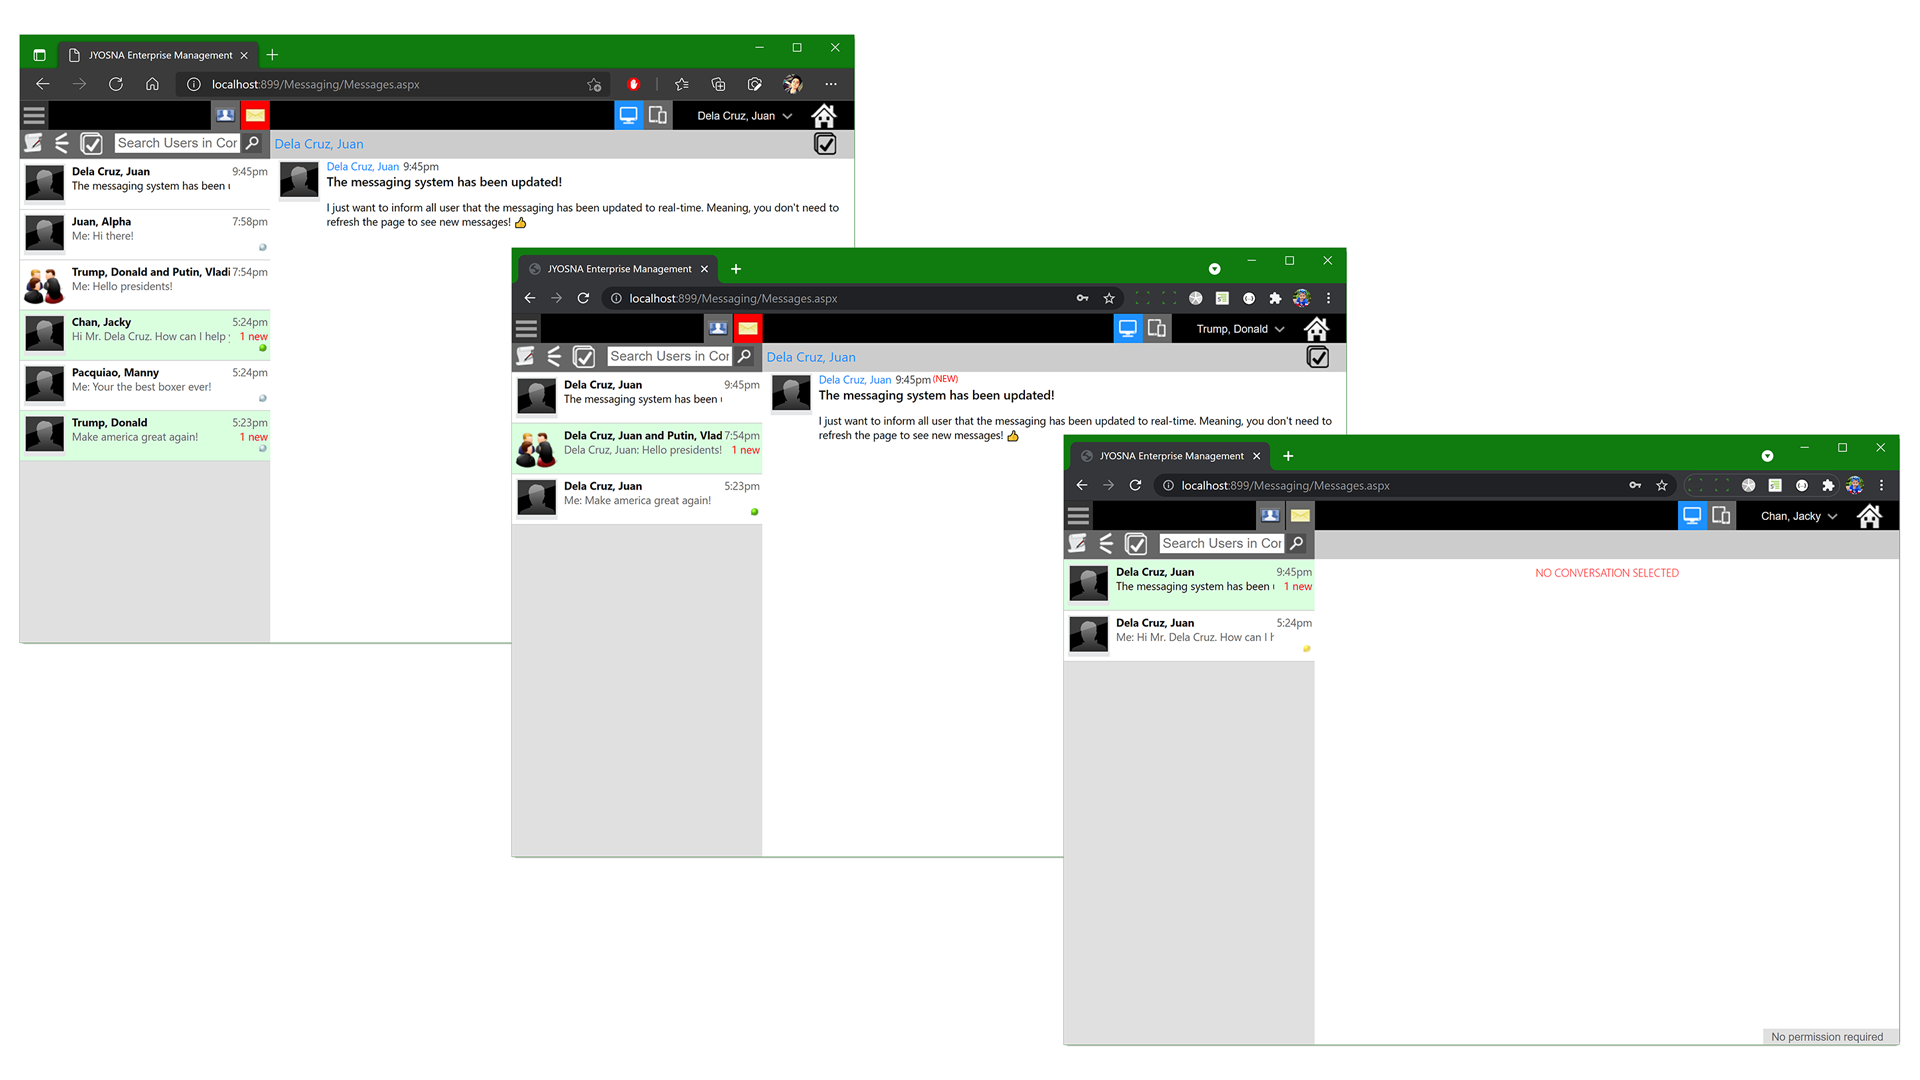 JYOSNA Enterprise Management
localhost:899/Messaging/Messages.aspx
Dela Cruz, Juan
Search Users in Cor
Dela Cruz, Juan
Dela Cruz, Juan 9:45pm
The messaging system has been
Juan, Alpha 7:58pm
Me: Hi there!
Trump, Donald and Putin, Vladi 7:54pm
Me: Hello presidents!
Chan, Jacky 5:24pm
Hi Mr. Dela Cruz. How can I help 1 new
Pacquiao, Manny 5:24pm
Me: Your the best boxer ever!
Trump, Donald 5:23pm
Make america great again! 1 new
Dela Cruz, Juan 9:45pm
The messaging system has been updated!
I just want to inform all user that the messaging has been updated to real-time. Meaning, you don't need to
refresh the page to see new messages! 👍
JYOSNA Enterprise Management
localhost:899/Messaging/Messages.aspx
Trump, Donald
Search Users in Cor
Dela Cruz, Juan
Dela Cruz, Juan 9:45pm
The messaging system has been
Dela Cruz, Juan and Putin, Vlad 7:54pm
Dela Cruz, Juan: Hello presidents! 1 new
Dela Cruz, Juan 5:23pm
Me: Make america great again!
Dela Cruz, Juan 9:45pm (NEW)
The messaging system has been updated!
I just want to inform all user that the messaging has been updated to real-time. Meaning, you don't need to
refresh the page to see new messages! 👍
JYOSNA Enterprise Management
localhost:899/Messaging/Messages.aspx
Chan, Jacky
Search Users in Cor
Dela Cruz, Juan 9:45pm
The messaging system has been 1 new
Dela Cruz, Juan 5:24pm
Me: Hi Mr. Dela Cruz. How can I h
NO CONVERSATION SELECTED
No permission required